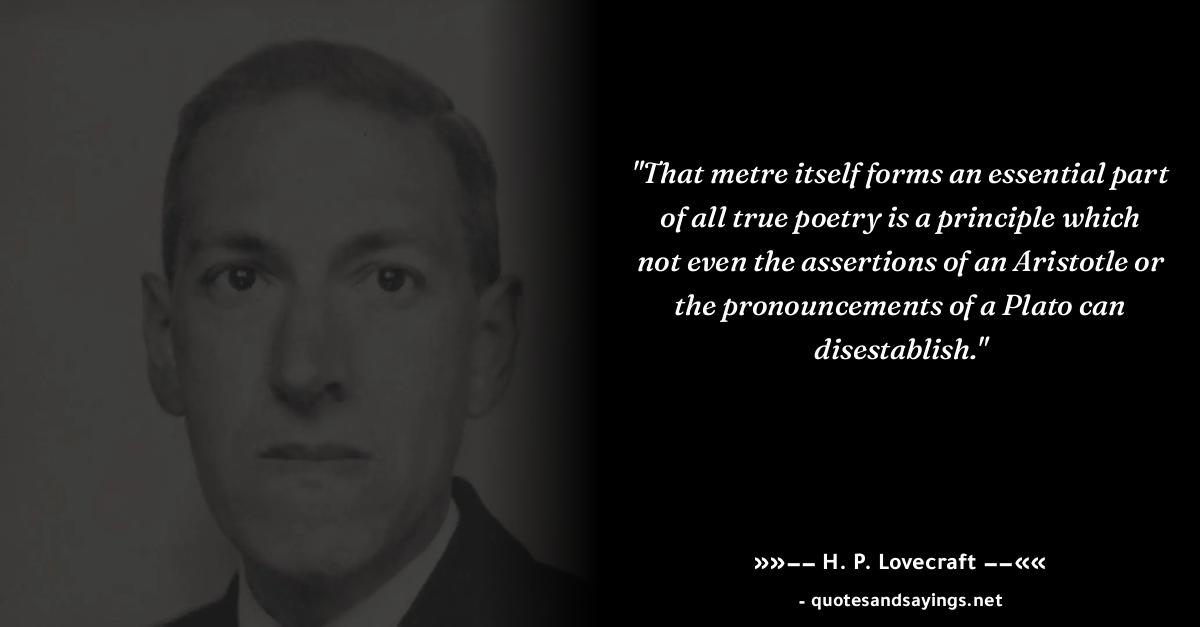 "That metre itself forms an essential part
of all true poetry is a principle which
not even the assertions of an Aristotle or
the pronouncements of a Plato can
disestablish."
»»–– H. P. Lovecraft ––««
- quotesandsayings.net